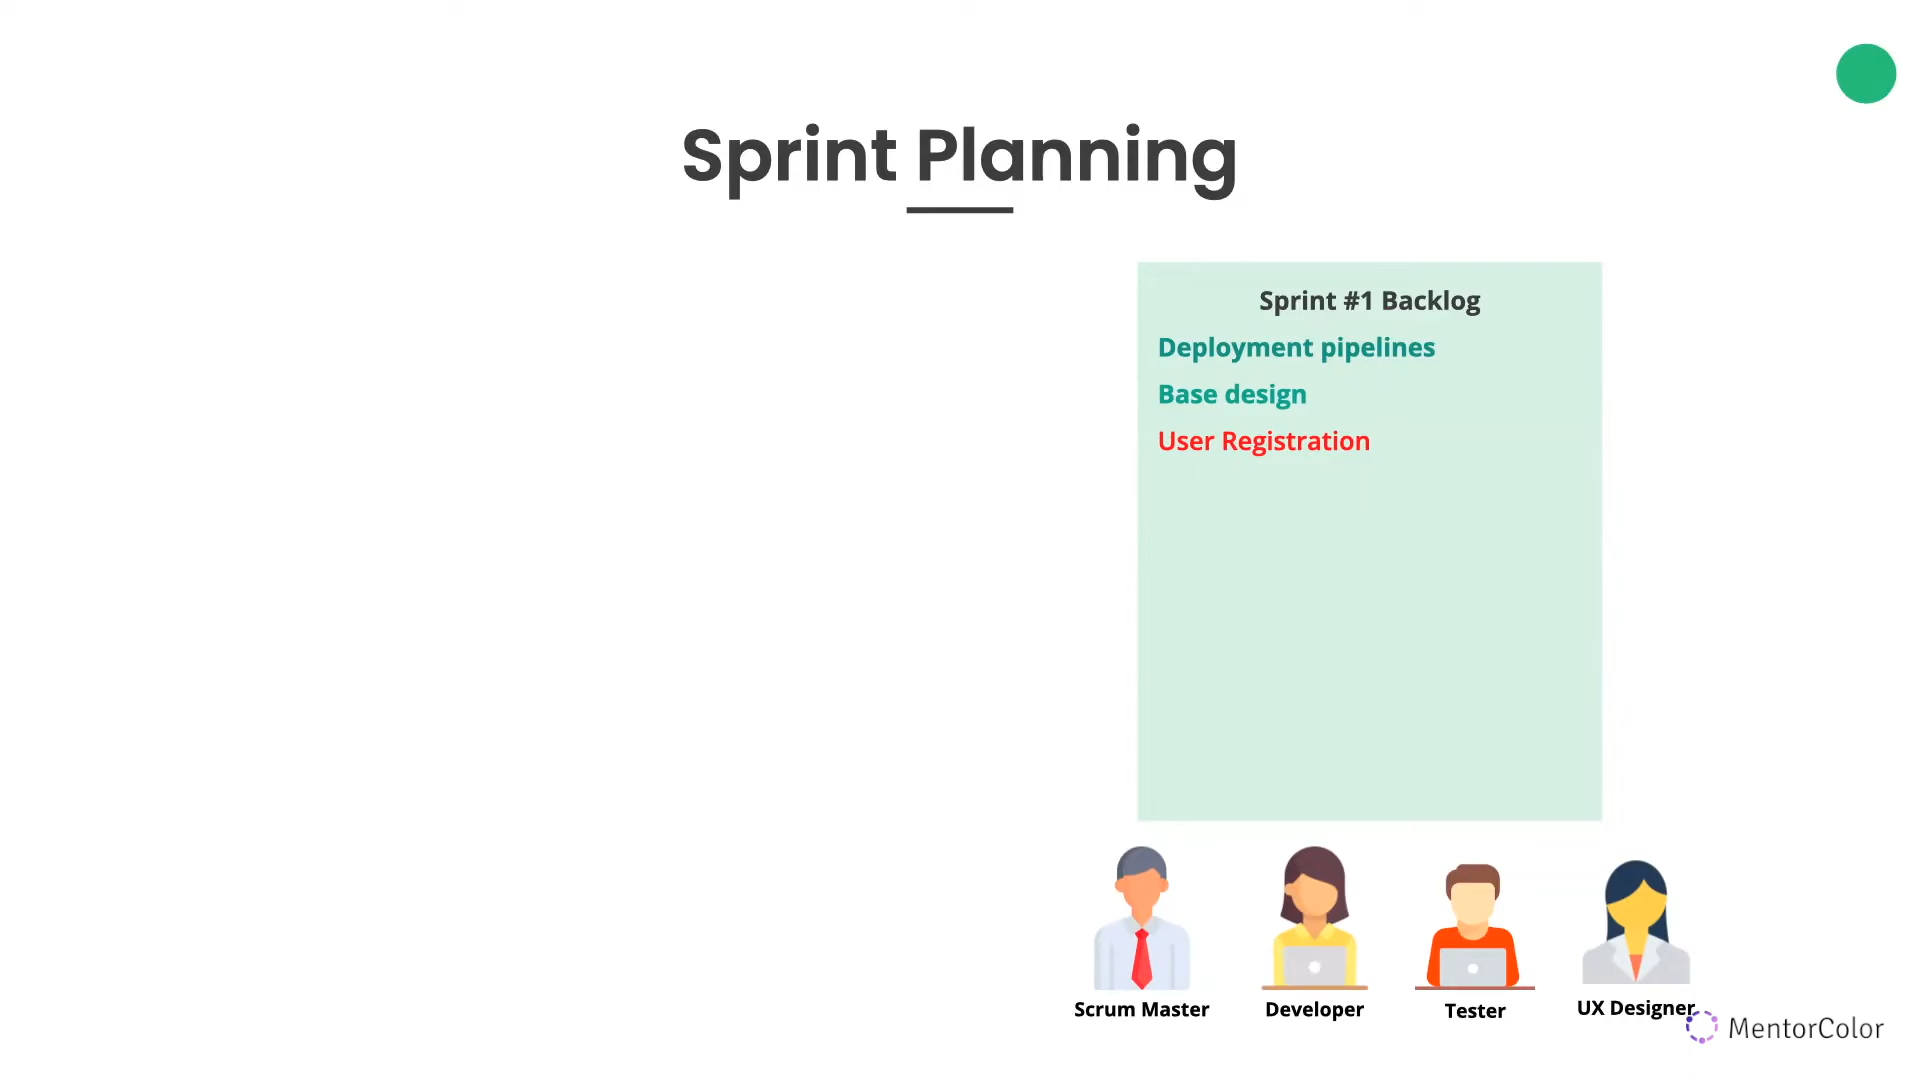 Sprint Planning
Sprint #1 Backlog
Deployment pipelines
Base design
User Registration
Scrum Master
Developer
Tester
UX Designer
MentorColor